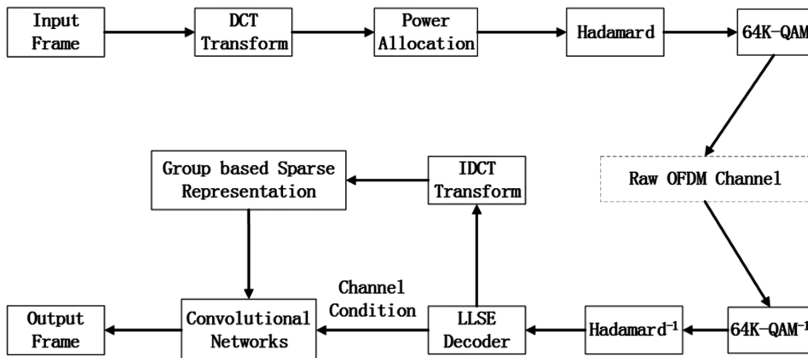 Input
Frame
DCT
Transform
Power
Allocation
Hadamard
64K-QAM
Group based Sparse
Representation
IDCT
Transform
Raw OFDM Channel
Channel
Condition
Output
Frame
Convolutional
Networks
LLSE
Decoder
Hadamard⁻¹
64K-QAM⁻¹